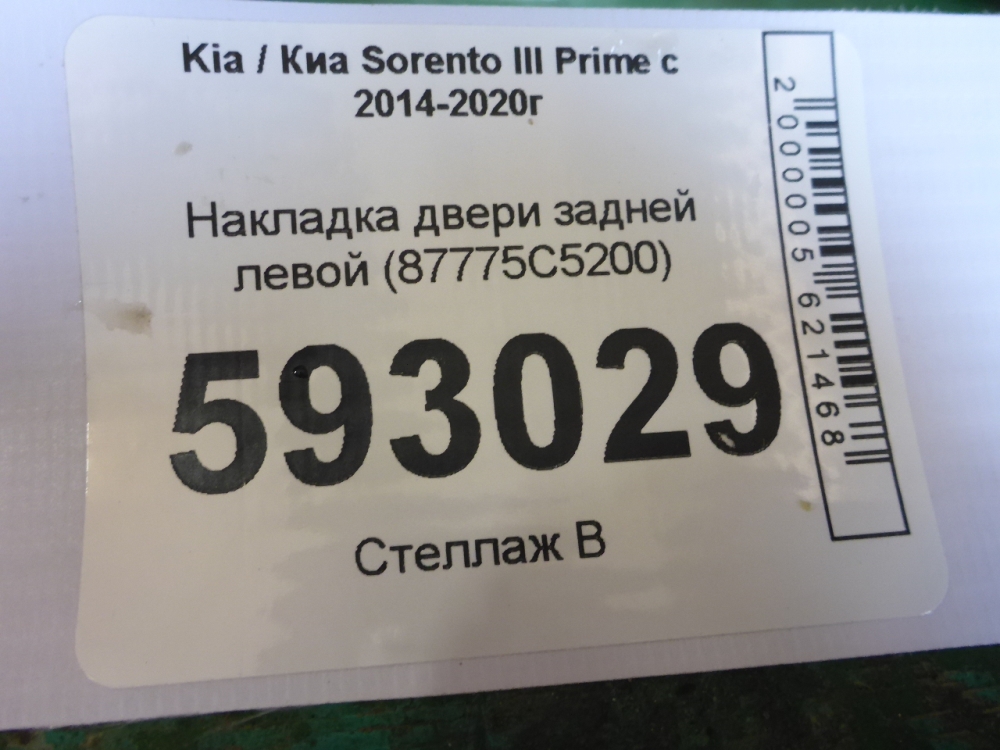 Kia / Киа Sorento III Prime с
2014-2020г
Накладка двери задней
левой (87775C5200)
593029
Стеллаж В
2000005621468